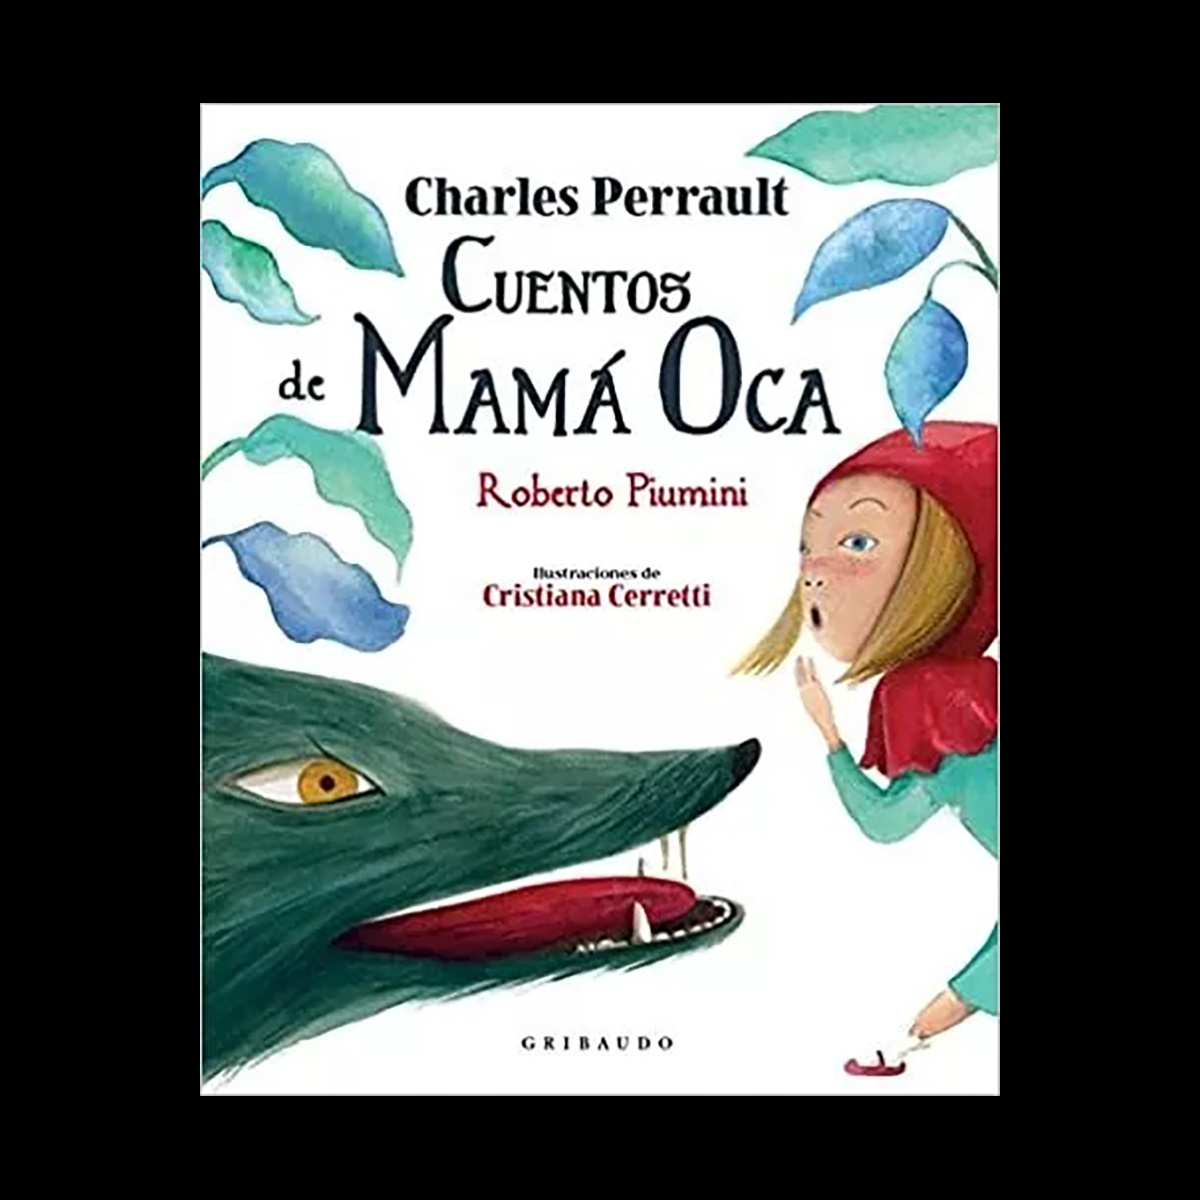 Charles Perrault
CUENTOS
de MAMÁ OCA
Roberto Piumini
Ilustraciones de
Cristiana Cerretti
GRIBAUDO